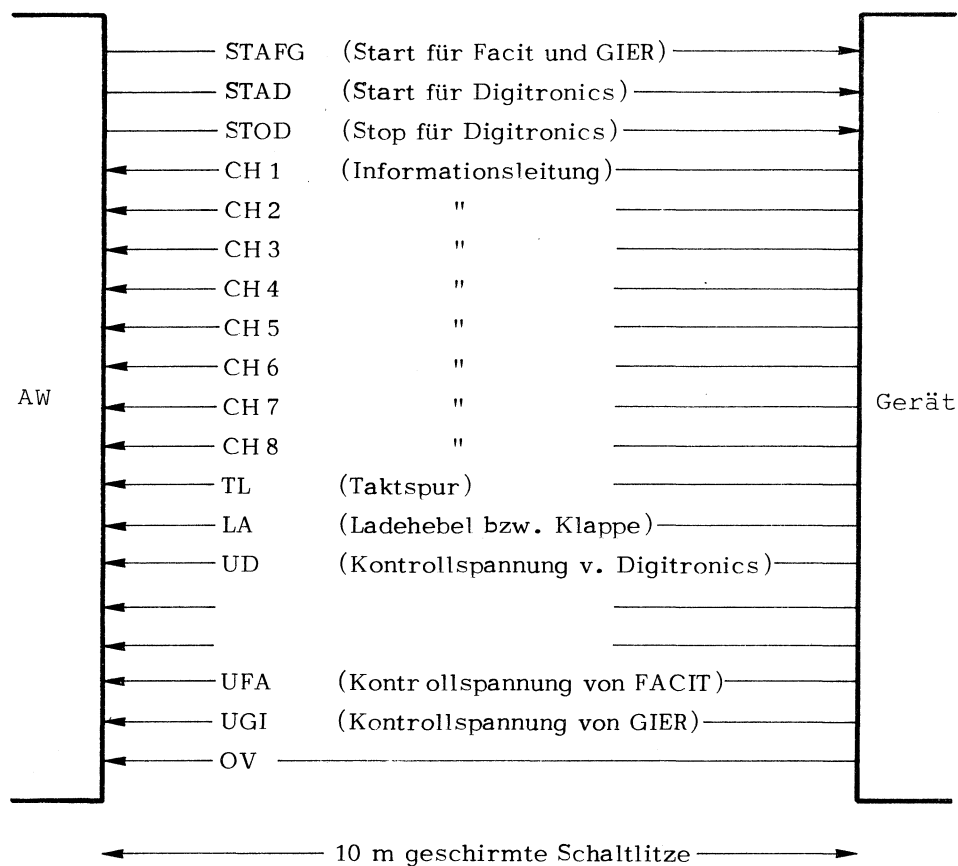 STAFG (Start für Facit und GIER)
STAD (Start für Digitronics)
STOD (Stop für Digitronics)
CH 1 (Informationsleitung)
CH 2 "
CH 3 "
CH 4 "
CH 5 "
CH 6 "
AW CH 7 " Gerät
CH 8 "
TL (Taktspur)
LA (Ladehebel bzw. Klappe)
UD (Kontrollspannung v. Digitronics)
UFA (Kontrollspannung von FACIT)
UGI (Kontrollspannung von GIER)
OV
10 m geschirmte Schaltlitze